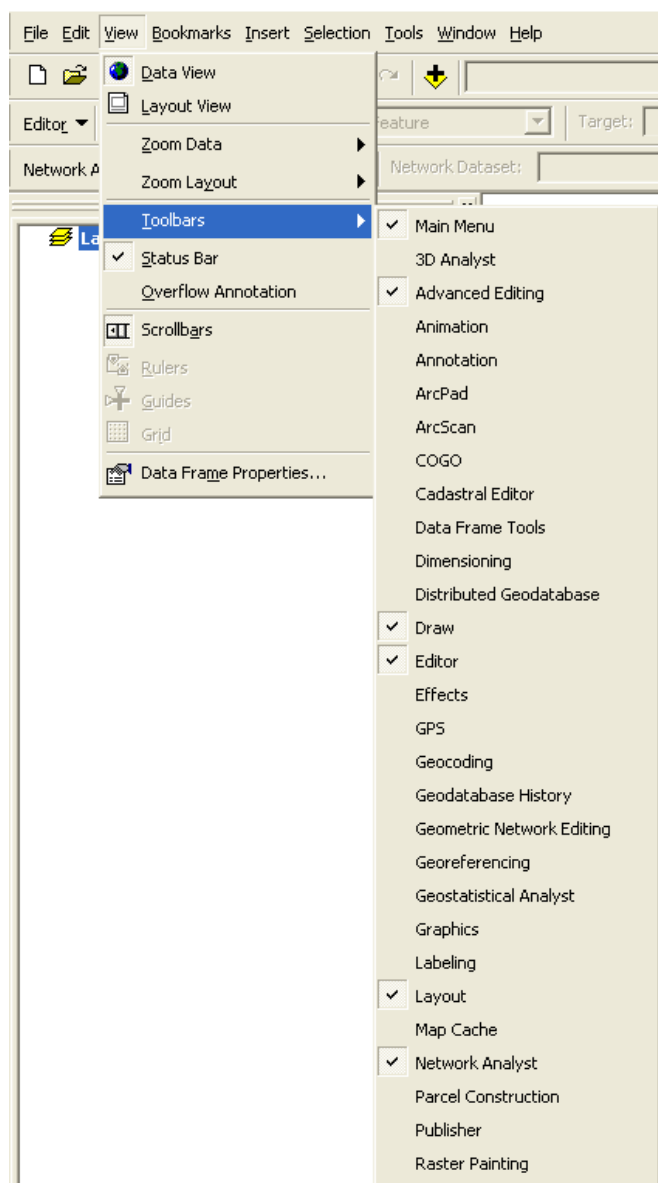 File Edit View Bookmarks Insert Selection Tools Window Help
Data View
Layout View
Editor
Target:
Zoom Data
Network Dataset:
Zoom Layout
Toolbars
Status Bar
Overflow Annotation
Scrollbars
Rulers
Guides
Grid
Data Frame Properties...
Main Menu
3D Analyst
Advanced Editing
Animation
Annotation
ArcPad
ArcScan
COGO
Cadastral Editor
Data Frame Tools
Dimensioning
Distributed Geodatabase
Draw
Editor
Effects
GPS
Geocoding
Geodatabase History
Geometric Network Editing
Georeferencing
Geostatistical Analyst
Graphics
Labeling
Layout
Map Cache
Network Analyst
Parcel Construction
Publisher
Raster Painting